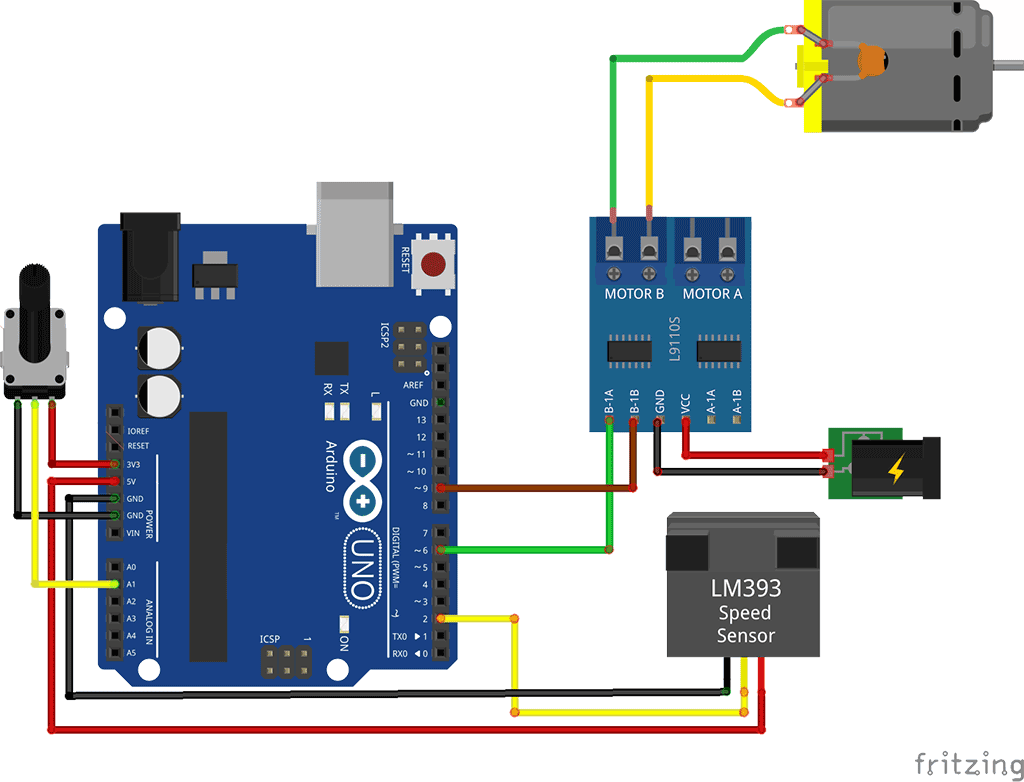 RESET
ICSP2
MOTOR B
MOTOR A
L9110S
B-1A
B-1B
GND
VCC
A-1A
A-1B
RX
TX
L
AREF
GND
13
12
~ 11
~ 10
~ 9
8
7
~ 6
~ 5
4
~ 3
2
TX0 ▶ 1
RX0 ◀ 0
IOREF
RESET
3V3
5V
GND
GND
VIN
POWER
A0
A1
A2
A3
A4
A5
ANALOG IN
Arduino
TM
UNO
DIGITAL (PWM=
~)
ON
ICSP
1
LM393
Speed
Sensor
fritzing